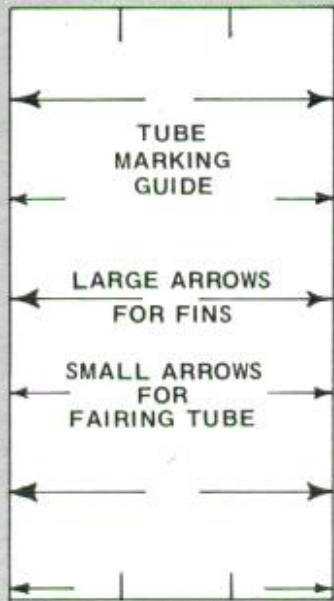 TUBE
MARKING
GUIDE
LARGE ARROWS
FOR FINS
SMALL ARROWS
FOR
FAIRING TUBE